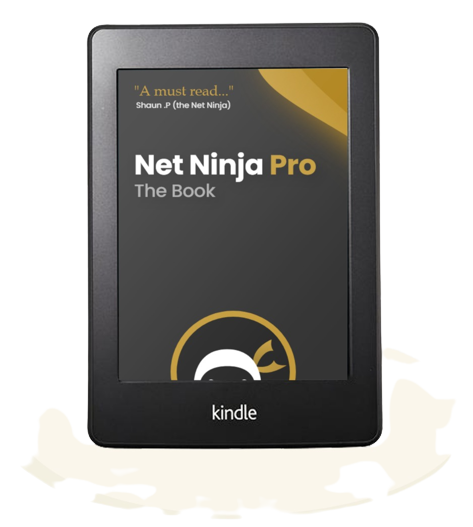 "A must read..."
Shaun .P (the Net Ninja)
Net Ninja Pro
The Book
kindle